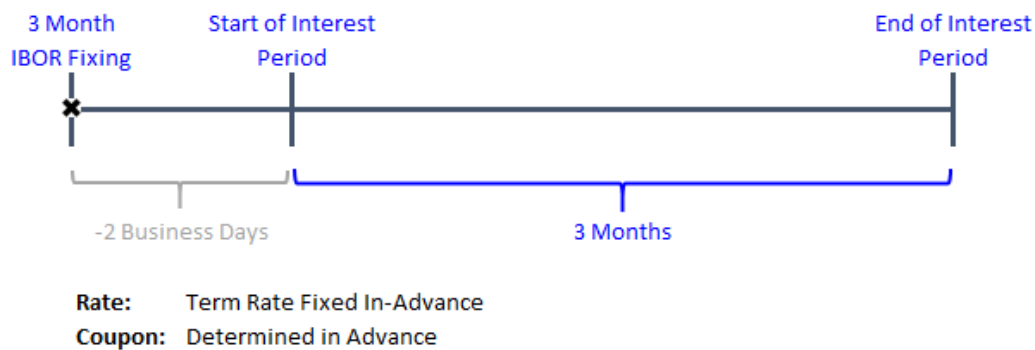 3 Month
IBOR Fixing
Start of Interest
Period
End of Interest
Period
-2 Business Days
3 Months
Rate: Term Rate Fixed In-Advance
Coupon: Determined in Advance